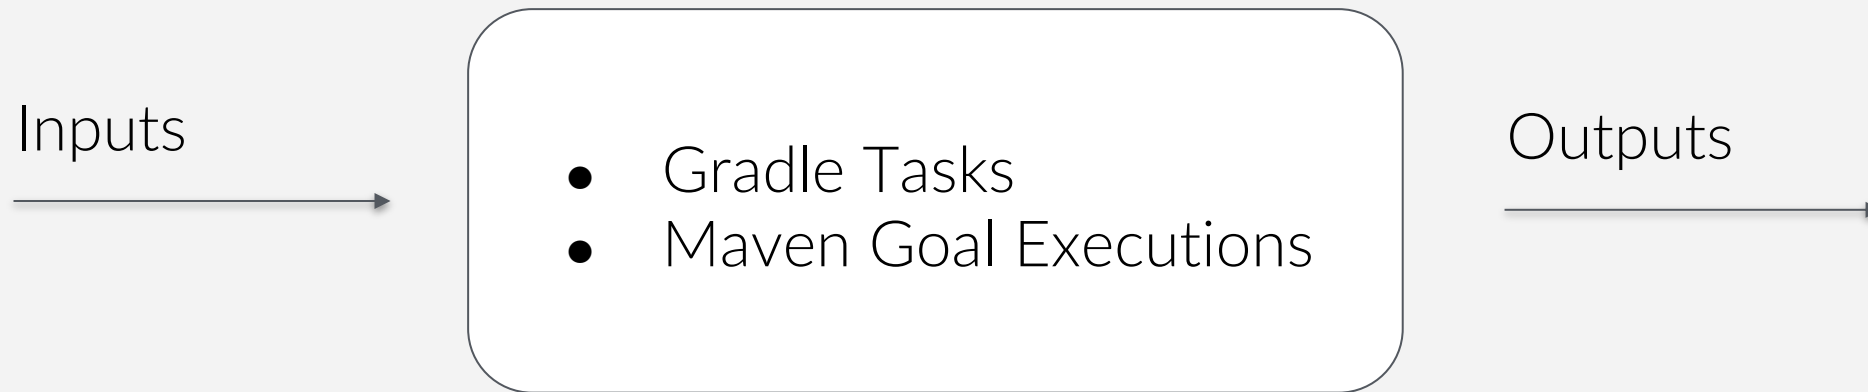 Inputs
● Gradle Tasks
● Maven Goal Executions
Outputs